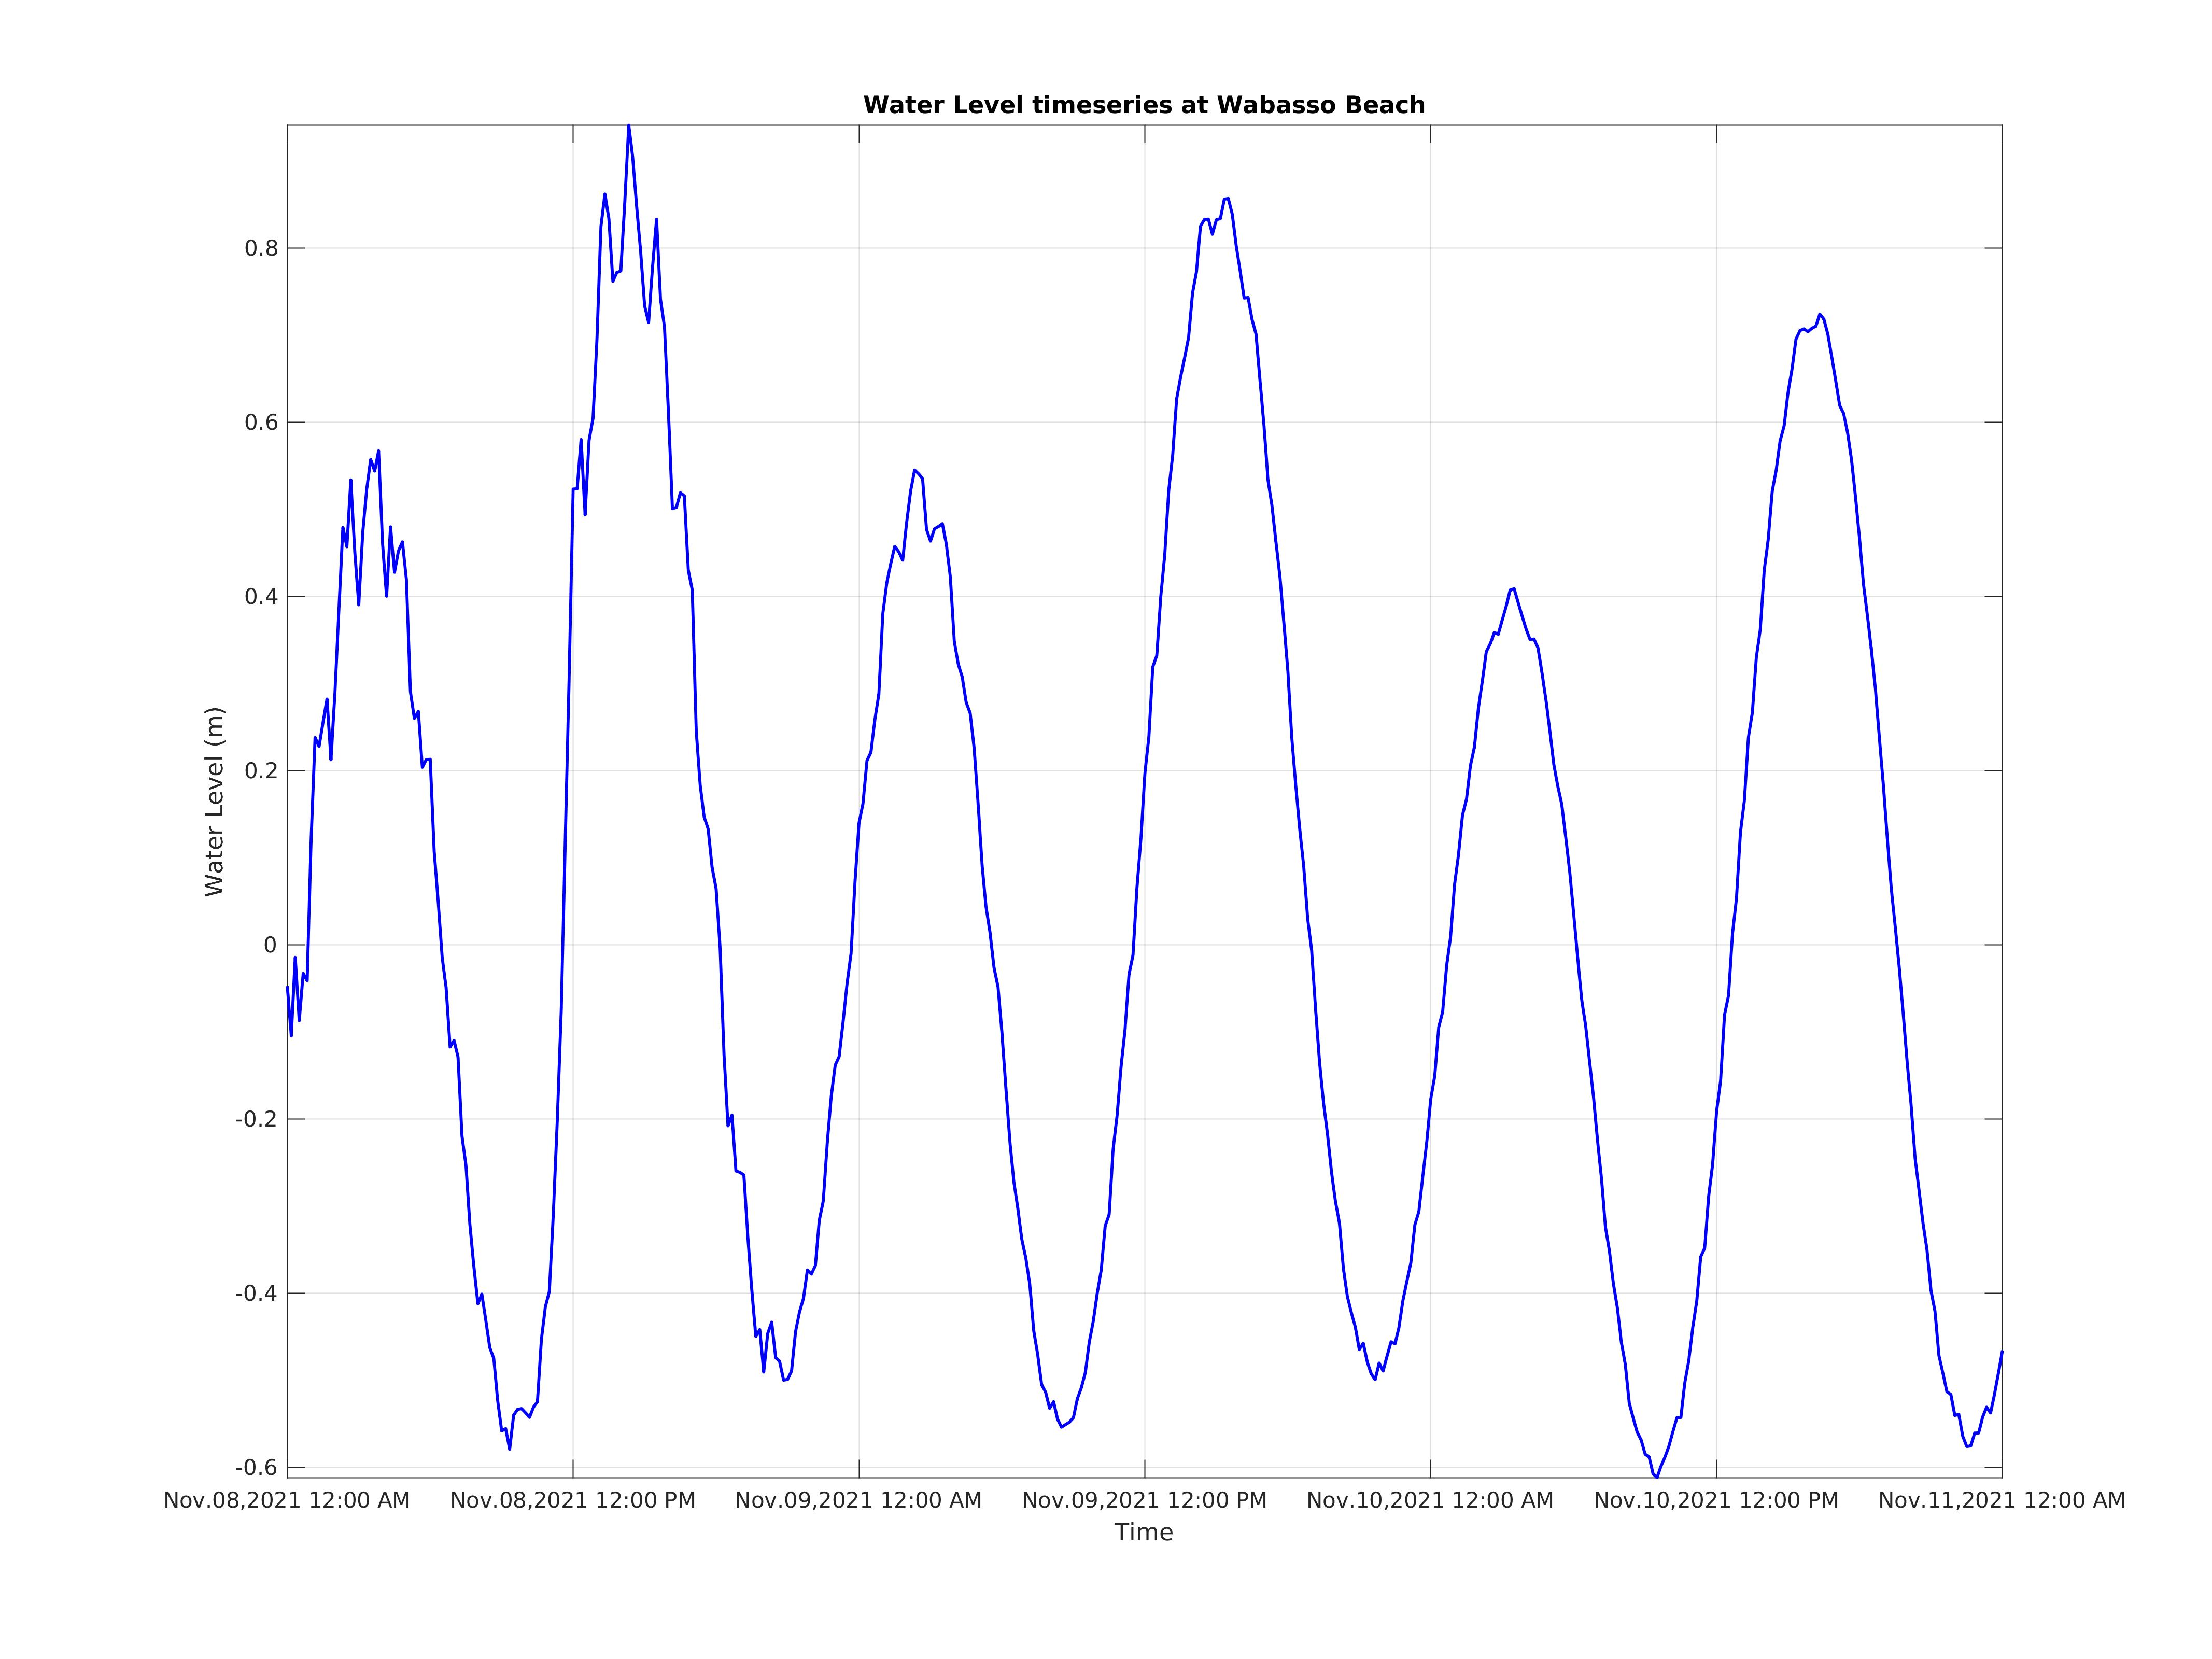 Water Level timeseries at Wabasso Beach
0.8
0.6
0.4
0.2
0
-0.2
-0.4
-0.6
Water Level (m)
Nov.08,2021 12:00 AM
Nov.08,2021 12:00 PM
Nov.09,2021 12:00 AM
Nov.09,2021 12:00 PM
Nov.10,2021 12:00 AM
Nov.10,2021 12:00 PM
Nov.11,2021 12:00 AM
Time